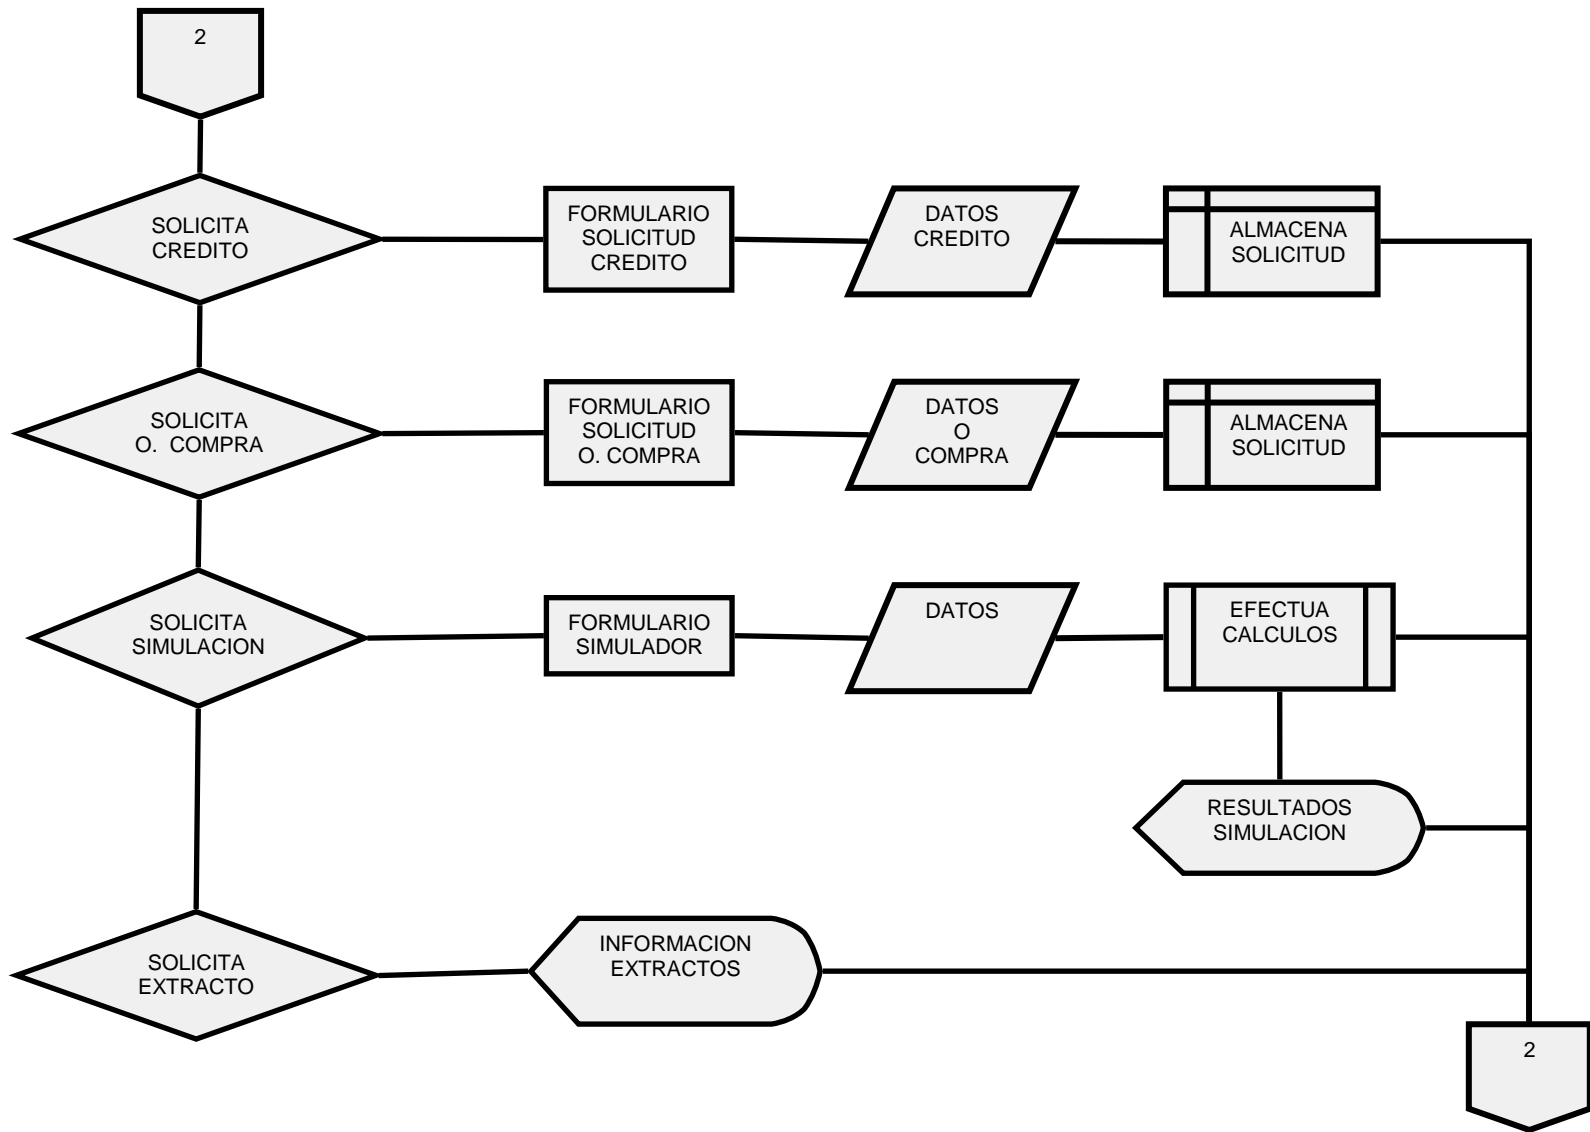 2
SOLICITA
CREDITO
FORMULARIO
SOLICITUD
CREDITO
DATOS
CREDITO
ALMACENA
SOLICITUD
SOLICITA
O.  COMPRA
FORMULARIO
SOLICITUD
O. COMPRA
DATOS
O
COMPRA
ALMACENA
SOLICITUD
SOLICITA
SIMULACION
FORMULARIO
SIMULADOR
DATOS
EFECTUA
CALCULOS
RESULTADOS
SIMULACION
SOLICITA
EXTRACTO
INFORMACION
EXTRACTOS
2